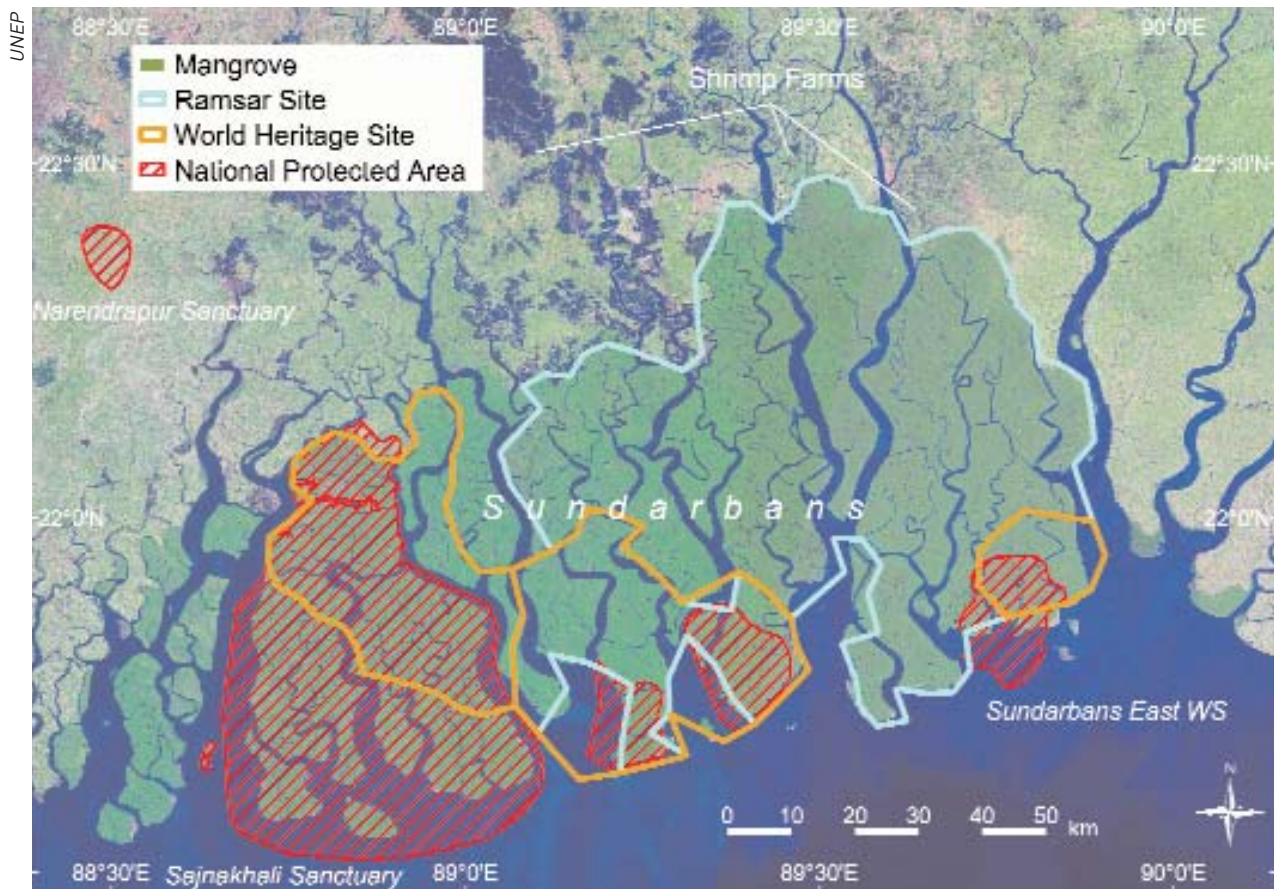 UNEP
88°30'E
89°0'E
89°30'E
90°0'E
Mangrove
Ramsar Site
World Heritage Site
National Protected Area
Shrimp Farms
22°30'N
22°30'N
Narendrapur Sanctuary
Sundarbans
22°0'N
22°0'N
Sundarbans East WS
N
0 10 20 30 40 50 km
88°30'E
89°0'E
89°30'E
90°0'E
Sajnakhali Sanctuary